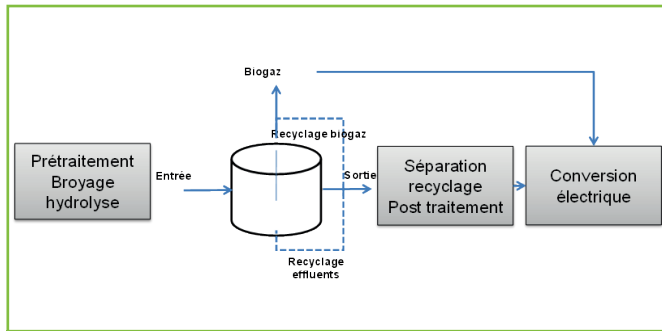 Biogaz
Recyclage biogaz
Prétraitement
Broyage
hydrolyse
Entrée
Sortie
Séparation
recyclage
Post traitement
Conversion
électrique
Recyclage
effluents